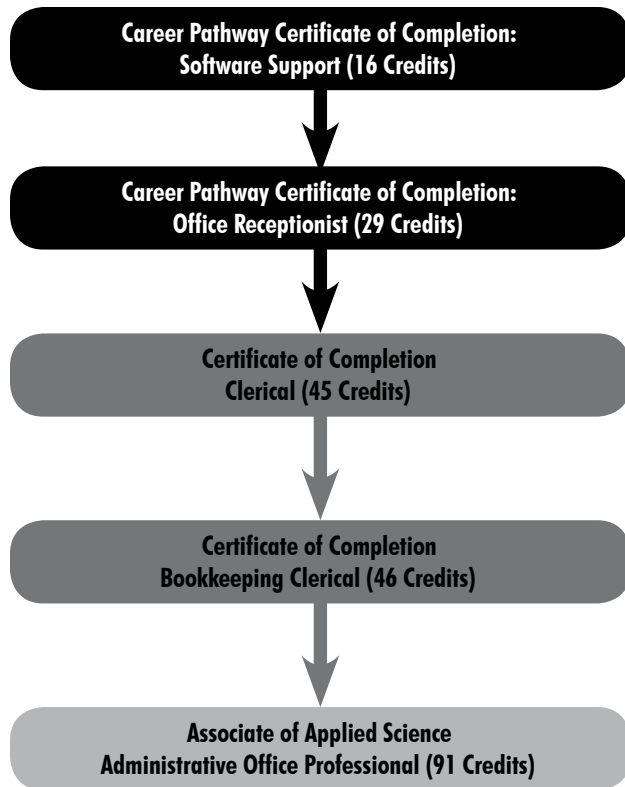 Career Pathway Certificate of Completion:
Software Support (16 Credits)
Career Pathway Certificate of Completion:
Office Receptionist (29 Credits)
Certificate of Completion
Clerical (45 Credits)
Certificate of Completion
Bookkeeping Clerical (46 Credits)
Associate of Applied Science
Administrative Office Professional (91 Credits)